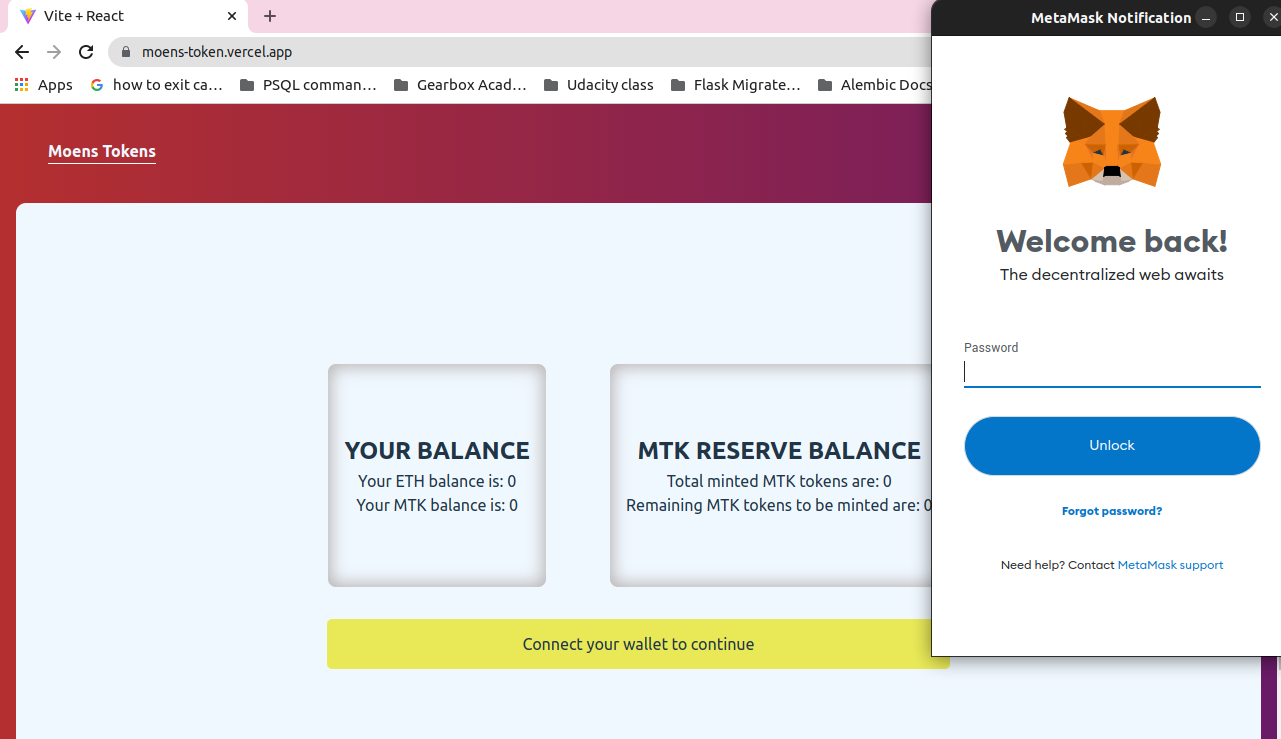 Vite + React
MetaMask Notification
moens-token.vercel.app
Apps
how to exit ca...
PSQL comman...
Gearbox Acad...
Udacity class
Flask Migrate...
Alembic Docs
Moens Tokens
Welcome back!
The decentralized web awaits
Password
Unlock
Forgot password?
Need help? Contact MetaMask support
YOUR BALANCE
Your ETH balance is: 0
Your MTK balance is: 0
MTK RESERVE BALANCE
Total minted MTK tokens are: 0
Remaining MTK tokens to be minted are: 0
Connect your wallet to continue